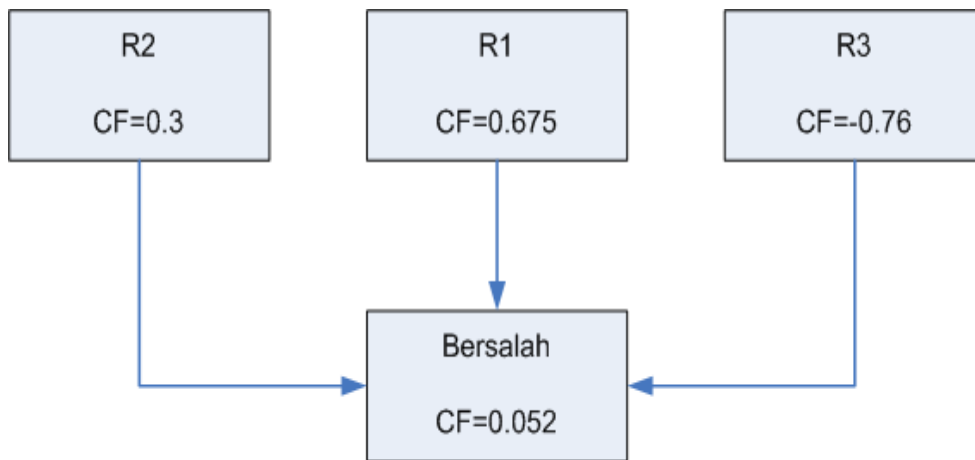 R2
CF=0.3
R1
CF=0.675
R3
CF=-0.76
Bersalah
CF=0.052